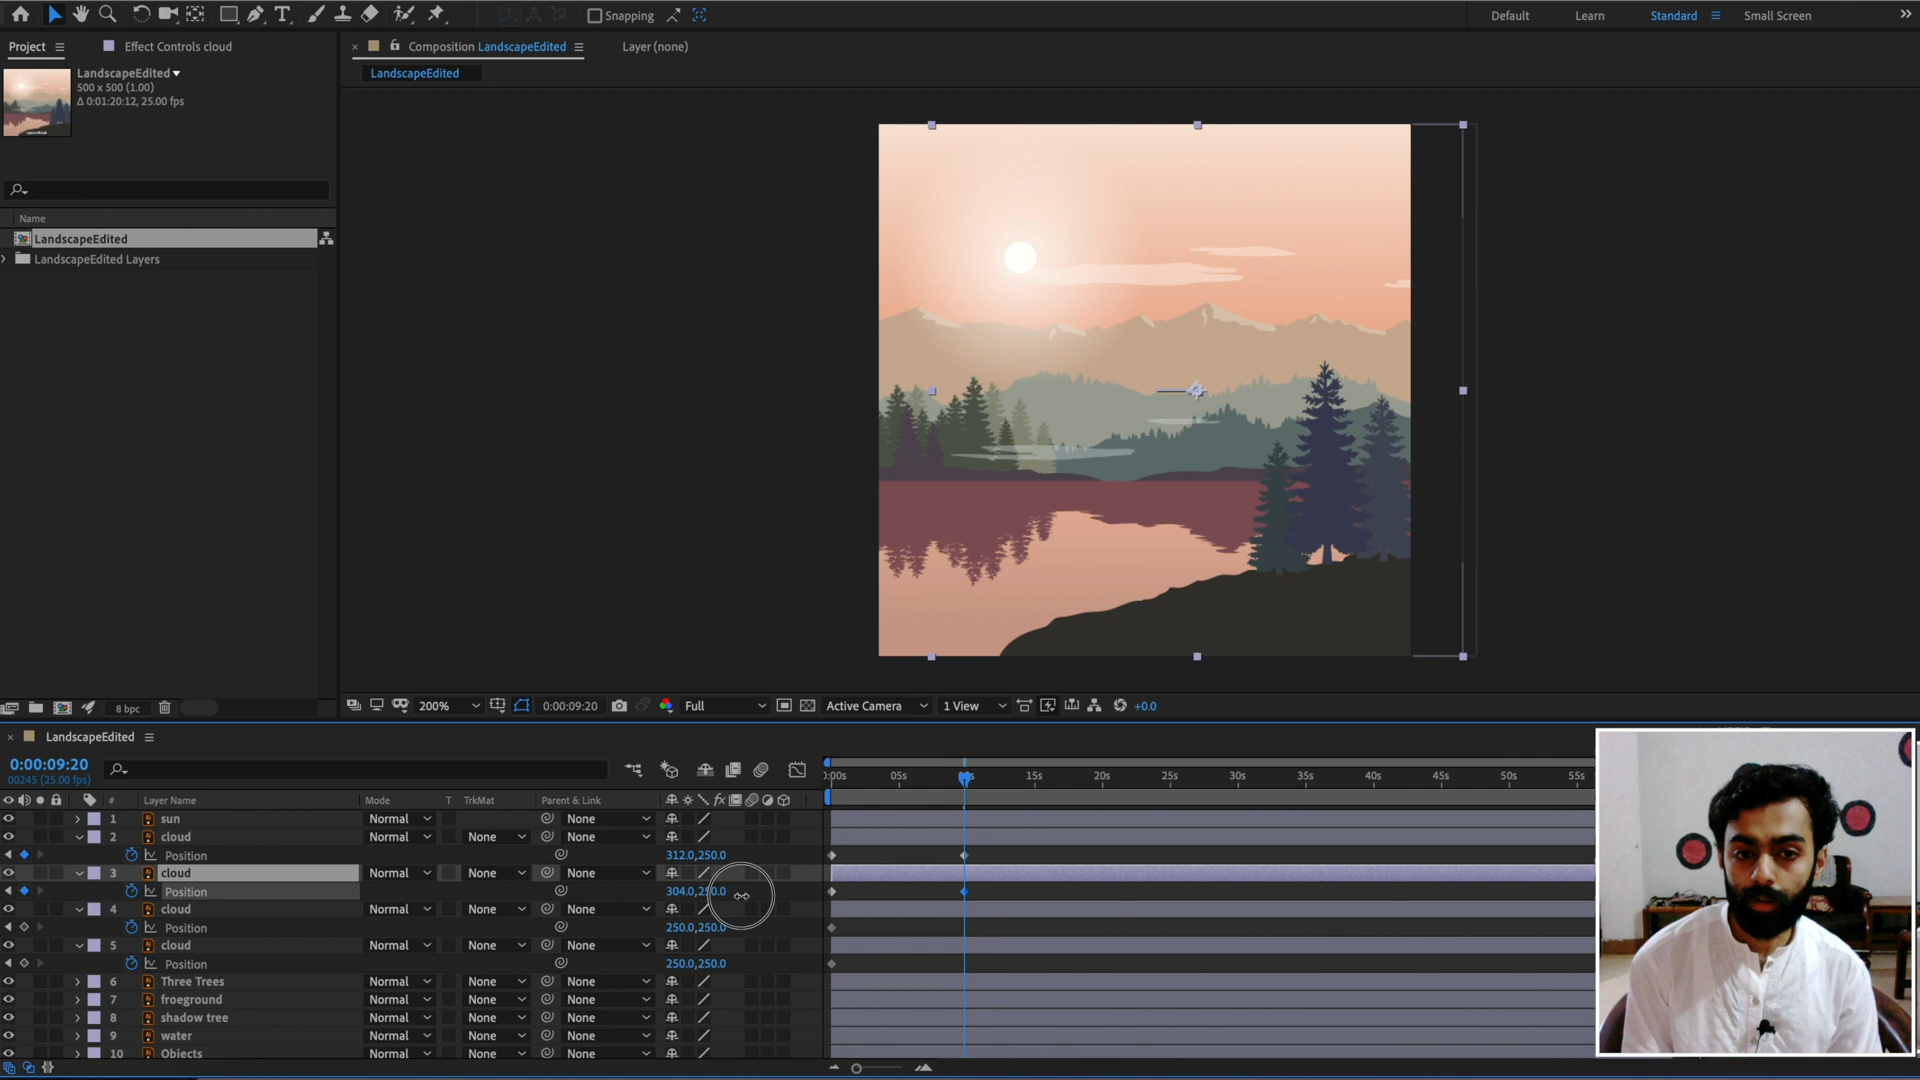 Snapping
Default
Learn
Standard
Small Screen
Project
Effect Controls cloud
Composition LandscapeEdited
Layer (none)
LandscapeEdited
LandscapeEdited
500 x 500 (1.00)
Δ 0:01:20:12, 25.00 fps
Name
LandscapeEdited
LandscapeEdited Layers
8 bpc
200%
0:00:09:20
Full
Active Camera
1 View
+0.0
LandscapeEdited
0:00:09:20
00245 (25.00 fps)
0:00s 05s 15s 20s 25s 30s 35s 40s 45s 50s 55s
# Layer Name Mode T TrkMat Parent & Link fx
1 sun Normal None
2 cloud Normal None None
Position 312.0,250.0
3 cloud Normal None None
Position 304.0,250.0
4 cloud Normal None None
Position 250.0,250.0
5 cloud Normal None None
Position 250.0,250.0
6 Three Trees Normal None None
7 froeground Normal None None
8 shadow tree Normal None None
9 water Normal None None
10 Objects Normal None None